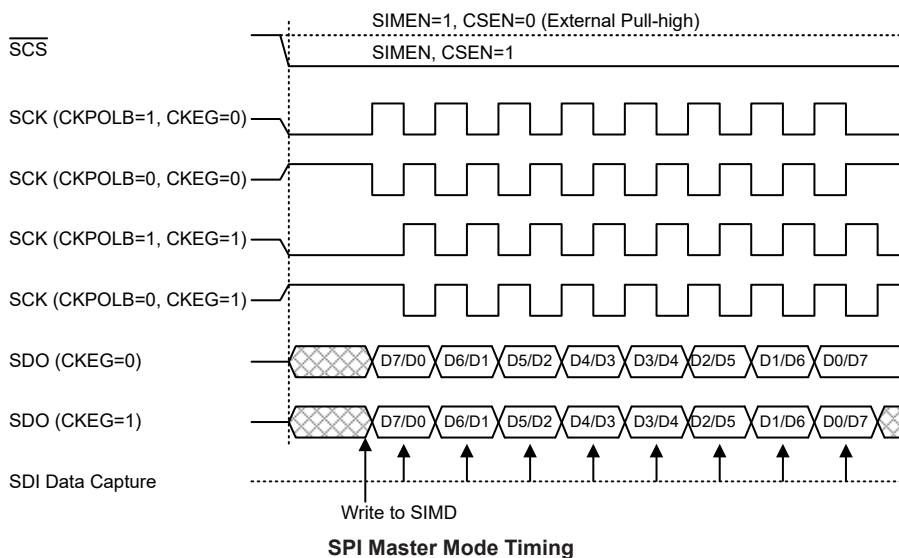 SIMEN=1, CSEN=0 (External Pull-high)
SCS
SIMEN, CSEN=1
SCK (CKPOLB=1, CKEG=0)
SCK (CKPOLB=0, CKEG=0)
SCK (CKPOLB=1, CKEG=1)
SCK (CKPOLB=0, CKEG=1)
SDO (CKEG=0) D7/D0 D6/D1 D5/D2 D4/D3 D3/D4 D2/D5 D1/D6 D0/D7
SDO (CKEG=1) D7/D0 D6/D1 D5/D2 D4/D3 D3/D4 D2/D5 D1/D6 D0/D7
SDI Data Capture
Write to SIMD
SPI Master Mode Timing